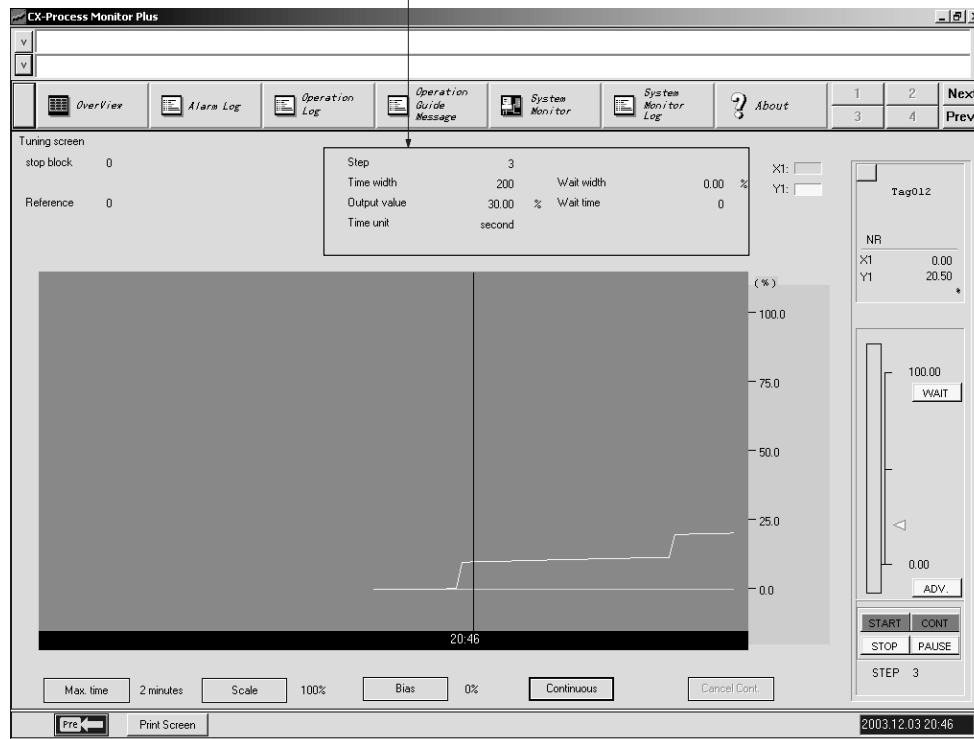 CX-Process Monitor Plus
v
v
OverView
Alarm Log
Operation Log
Operation Guide Message
System Monitor
System Monitor Log
About
1 2 Next
3 4 Prev
Tuning screen
stop block 0
Reference 0
Step 3
Time width 200 Wait width 0.00 %
Output value 30.00 % Wait time 0
Time unit second
X1:
Y1:
Tag012
NR
X1 0.00
Y1 20.50
(%)
100.0
75.0
50.0
25.0
0.0
20:46
100.00
WAIT
0.00
ADV.
START CONT
STOP PAUSE
STEP 3
Max. time 2 minutes Scale 100% Bias 0% Continuous Cancel Cont.
Pre Print Screen 2003.12.03 20:46